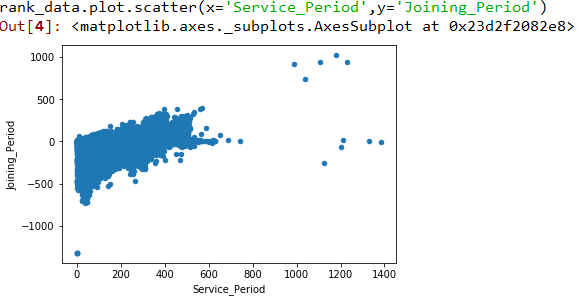 rank_data.plot.scatter(x='Service_Period',y='Joining_Period')
Out[4]: <matplotlib.axes._subplots.AxesSubplot at 0x23d2f2082e8>
1000
500
0
−500
−1000
Joining_Period
0 200 400 600 800 1000 1200 1400
Service_Period